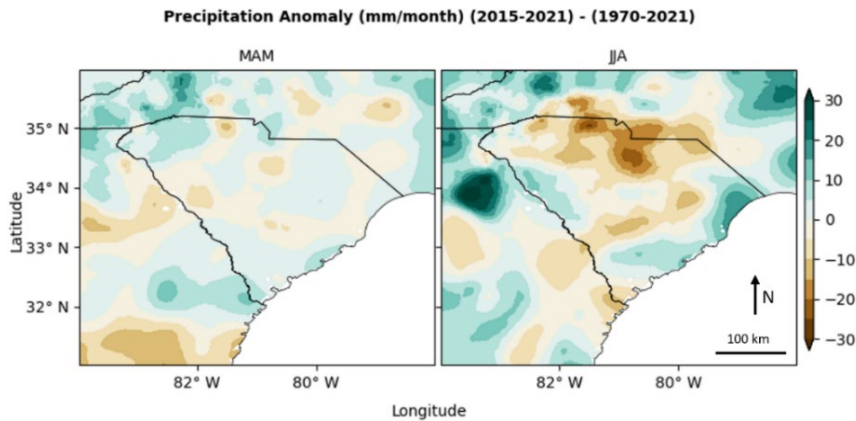 Precipitation Anomaly (mm/month) (2015-2021) - (1970-2021)
MAM
JJA
35° N
34° N
33° N
32° N
Latitude
82° W
80° W
82° W
80° W
Longitude
30
20
10
0
−10
−20
−30
N
100 km